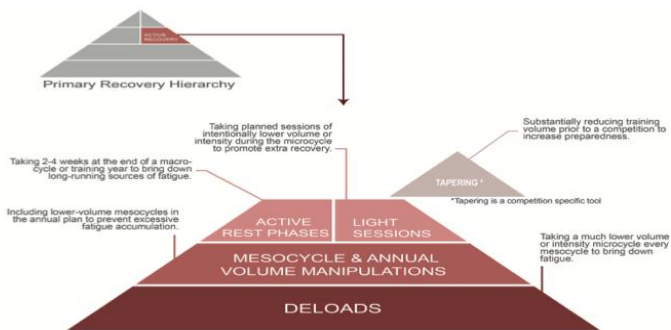 ACTIVE
RECOVERY
Primary Recovery Hierarchy
Taking planned sessions of
intentionally lower volume or
intensity during the microcycle
to promote extra recovery.
Substantially reducing training
volume prior to a competition to
increase preparedness.
Taking 2-4 weeks at the end of a macro-
cycle or training year to bring down
long-running sources of fatigue.
TAPERING *
*Tapering is a competition specific tool
Including lower-volume mesocycles in
the annual plan to prevent excessive
fatigue accumulation.
ACTIVE
REST PHASES
LIGHT
SESSIONS
Taking a much lower volume
or intensity microcycle every
mesocycle to bring down
fatigue.
MESOCYCLE & ANNUAL
VOLUME MANIPULATIONS
DELOADS